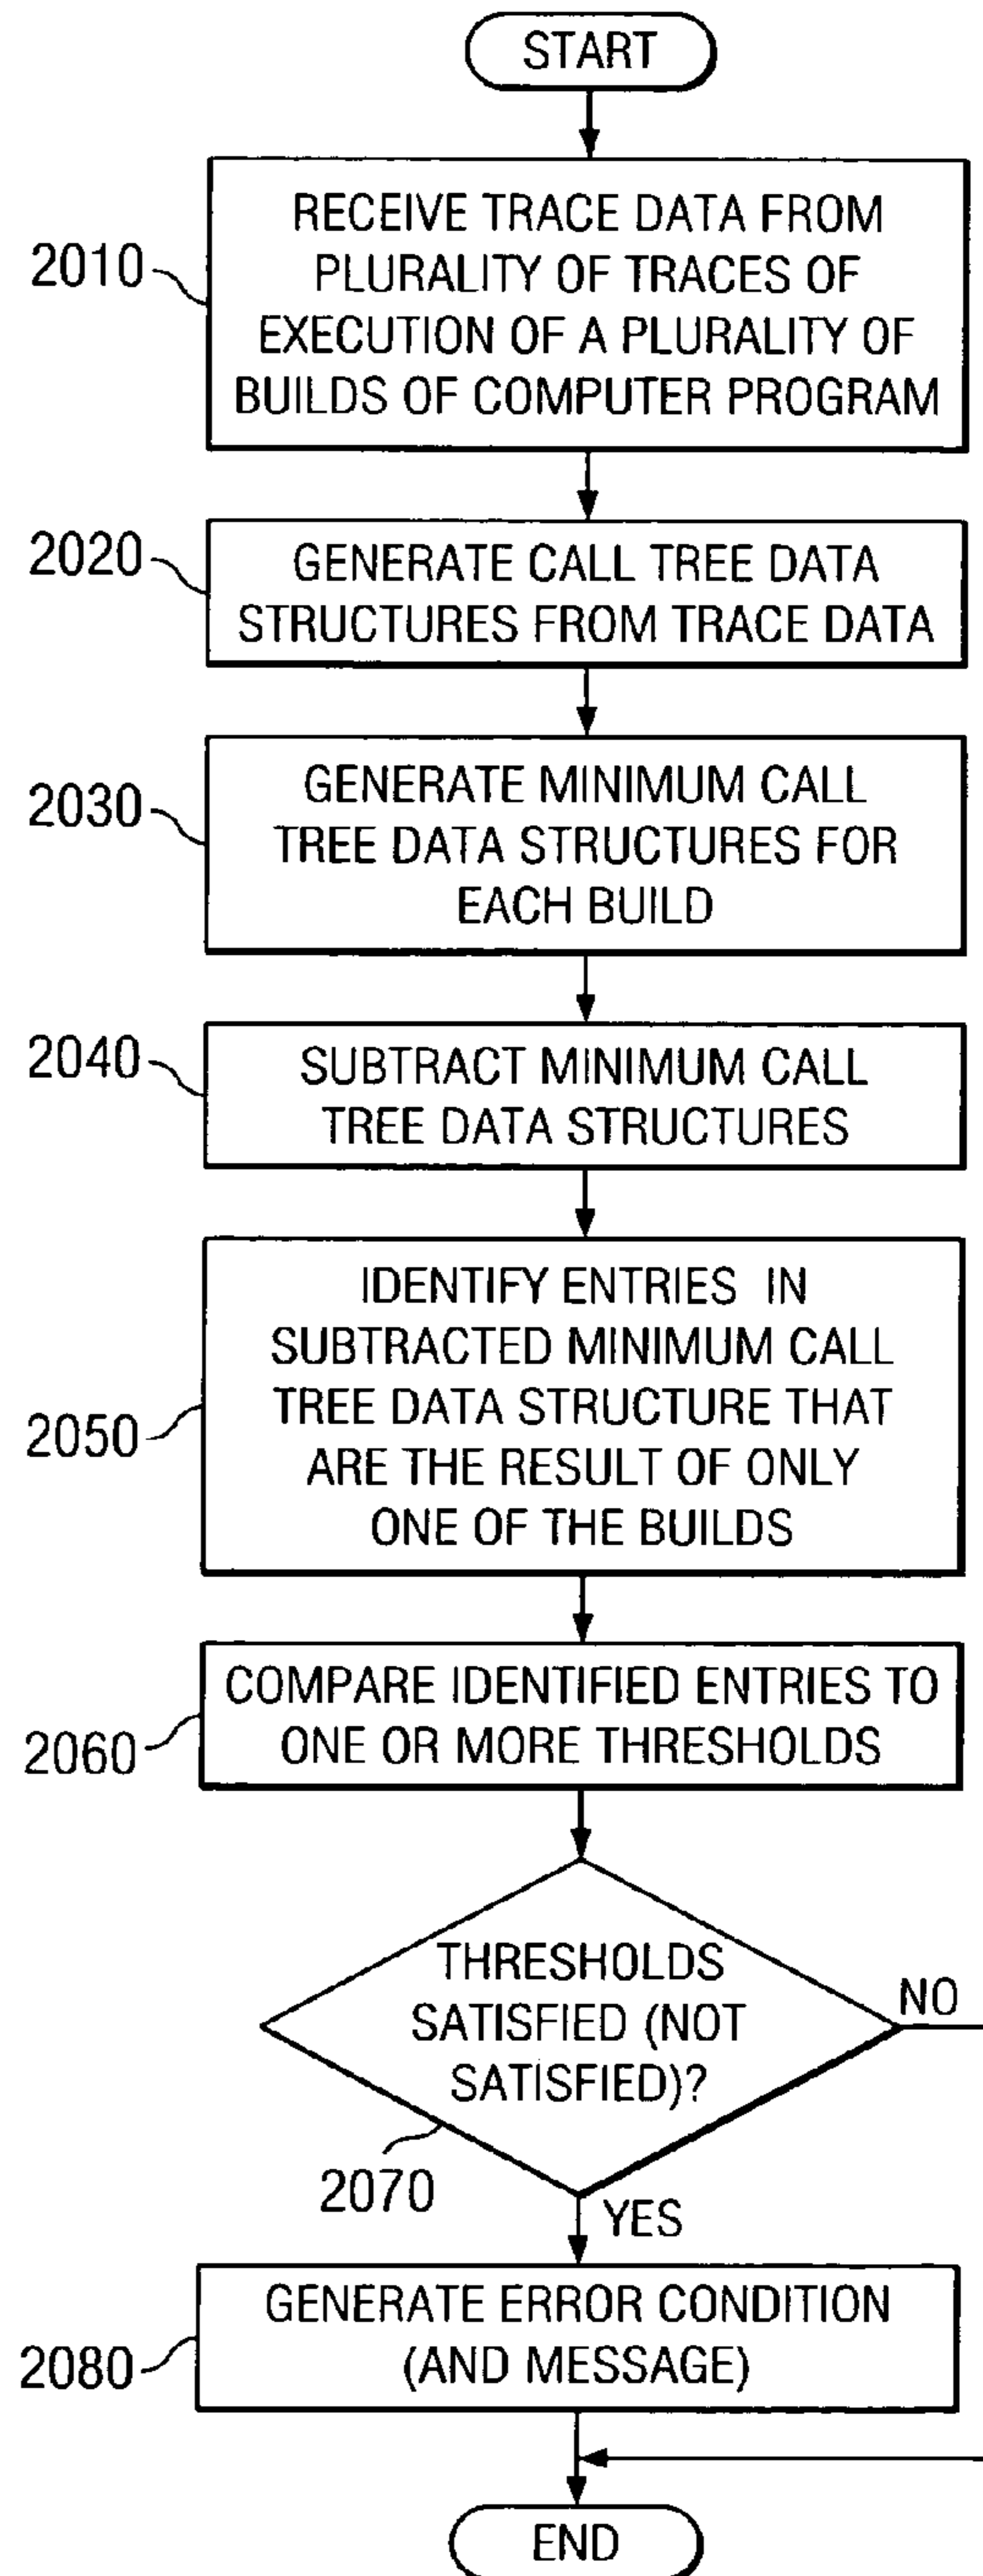 START
2010
RECEIVE TRACE DATA FROM
PLURALITY OF TRACES OF
EXECUTION OF A PLURALITY OF
BUILDS OF COMPUTER PROGRAM
2020
GENERATE CALL TREE DATA
STRUCTURES FROM TRACE DATA
2030
GENERATE MINIMUM CALL
TREE DATA STRUCTURES FOR
EACH BUILD
2040
SUBTRACT MINIMUM CALL
TREE DATA STRUCTURES
2050
IDENTIFY ENTRIES IN
SUBTRACTED MINIMUM CALL
TREE DATA STRUCTURE THAT
ARE THE RESULT OF ONLY
ONE OF THE BUILDS
2060
COMPARE IDENTIFIED ENTRIES TO
ONE OR MORE THRESHOLDS
THRESHOLDS
SATISFIED (NOT
SATISFIED)?
NO
2070
YES
2080
GENERATE ERROR CONDITION
(AND MESSAGE)
END